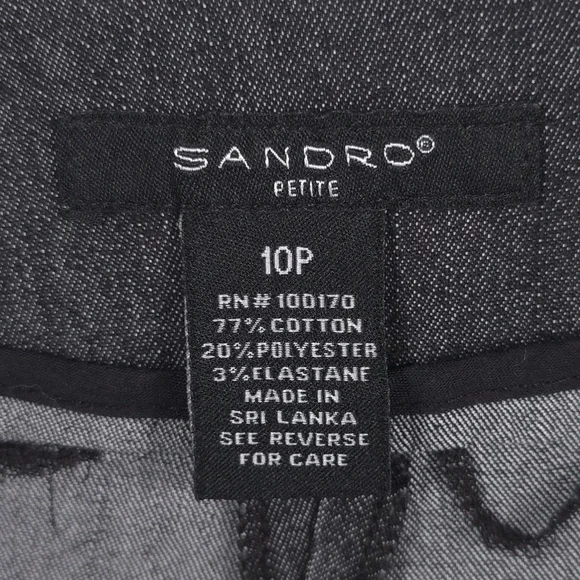 SANDRO®
PETITE
10P
RN# 100170
77% COTTON
20% POLYESTER
3% ELASTANE
MADE IN
SRI LANKA
SEE REVERSE
FOR CARE